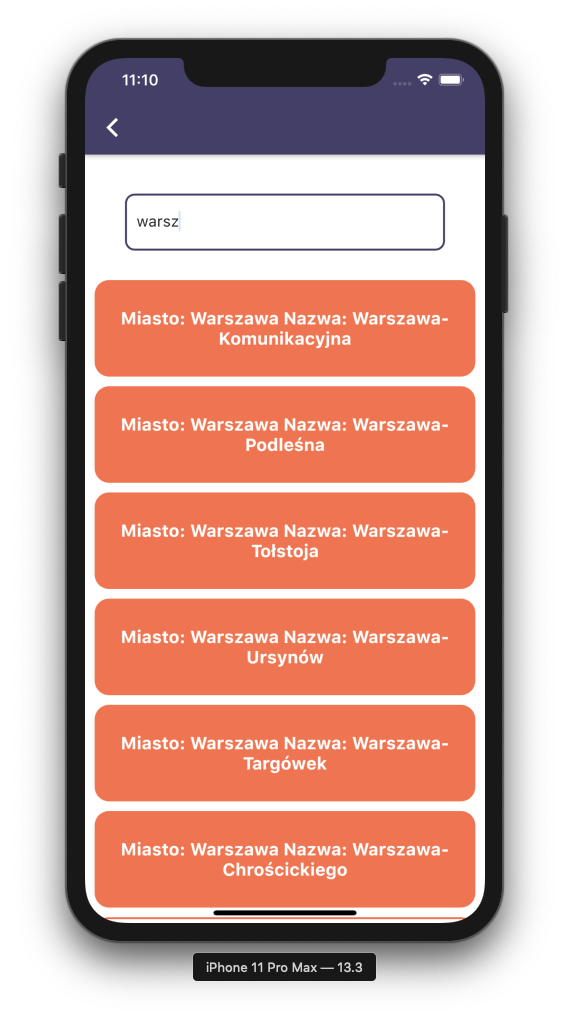 11:10
warsz
Miasto: Warszawa Nazwa: Warszawa-
Komunikacyjna
Miasto: Warszawa Nazwa: Warszawa-
Podleśna
Miasto: Warszawa Nazwa: Warszawa-
Tołstoja
Miasto: Warszawa Nazwa: Warszawa-
Ursynów
Miasto: Warszawa Nazwa: Warszawa-
Targówek
Miasto: Warszawa Nazwa: Warszawa-
Chrościckiego
iPhone 11 Pro Max — 13.3